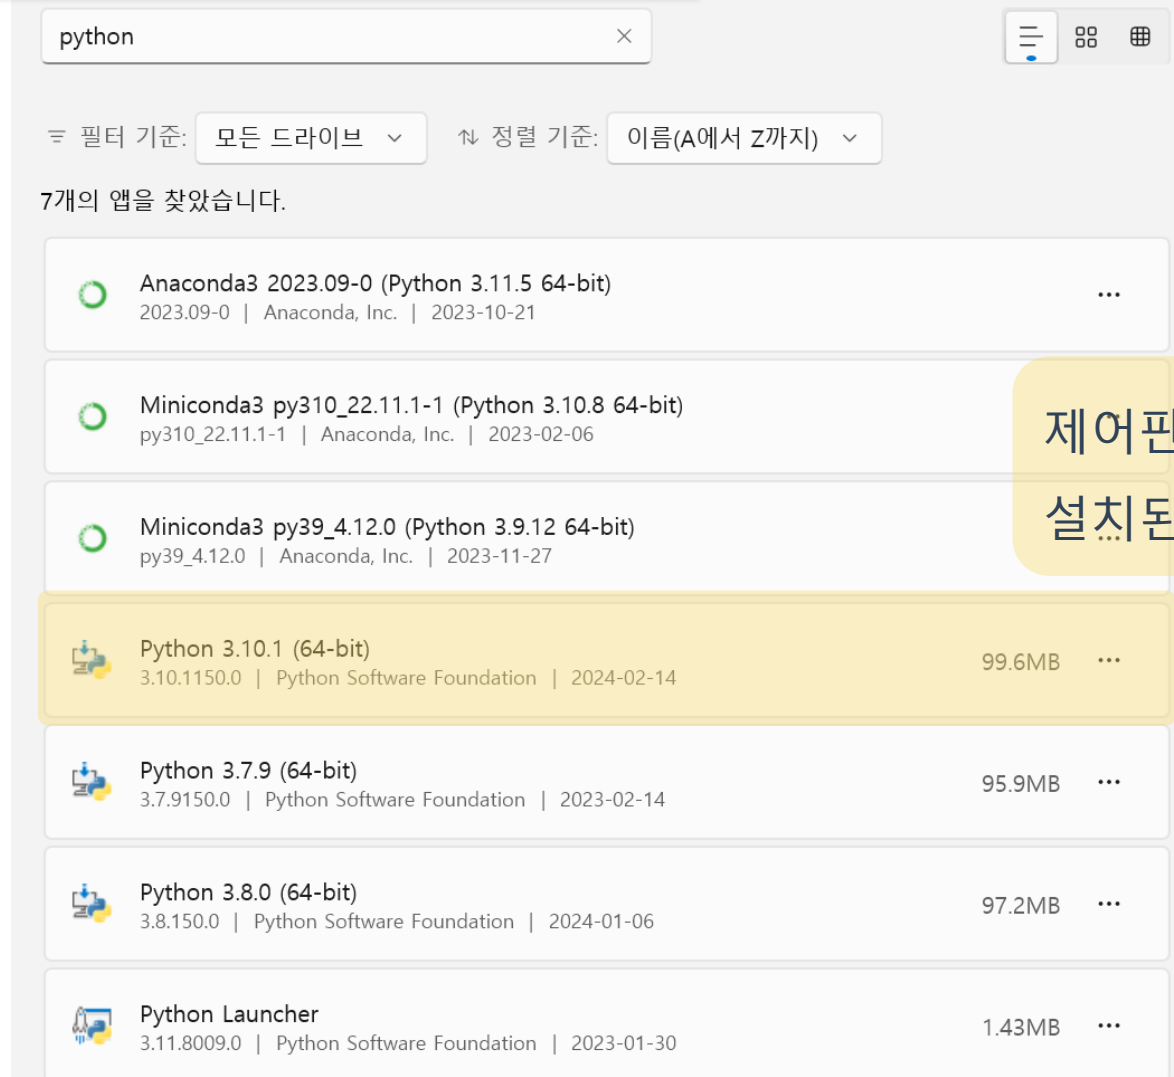 python
필터 기준: 모든 드라이브 정렬 기준: 이름(A에서 Z까지)
7개의 앱을 찾았습니다.
Anaconda3 2023.09-0 (Python 3.11.5 64-bit)
2023.09-0 | Anaconda, Inc. | 2023-10-21
Miniconda3 py310_22.11.1-1 (Python 3.10.8 64-bit)
py310_22.11.1-1 | Anaconda, Inc. | 2023-02-06
제어판
Miniconda3 py39_4.12.0 (Python 3.9.12 64-bit)
py39_4.12.0 | Anaconda, Inc. | 2023-11-27
설치된
Python 3.10.1 (64-bit)
3.10.1150.0 | Python Software Foundation | 2024-02-14
99.6MB
Python 3.7.9 (64-bit)
3.7.9150.0 | Python Software Foundation | 2023-02-14
95.9MB
Python 3.8.0 (64-bit)
3.8.150.0 | Python Software Foundation | 2024-01-06
97.2MB
Python Launcher
3.11.8009.0 | Python Software Foundation | 2023-01-30
1.43MB